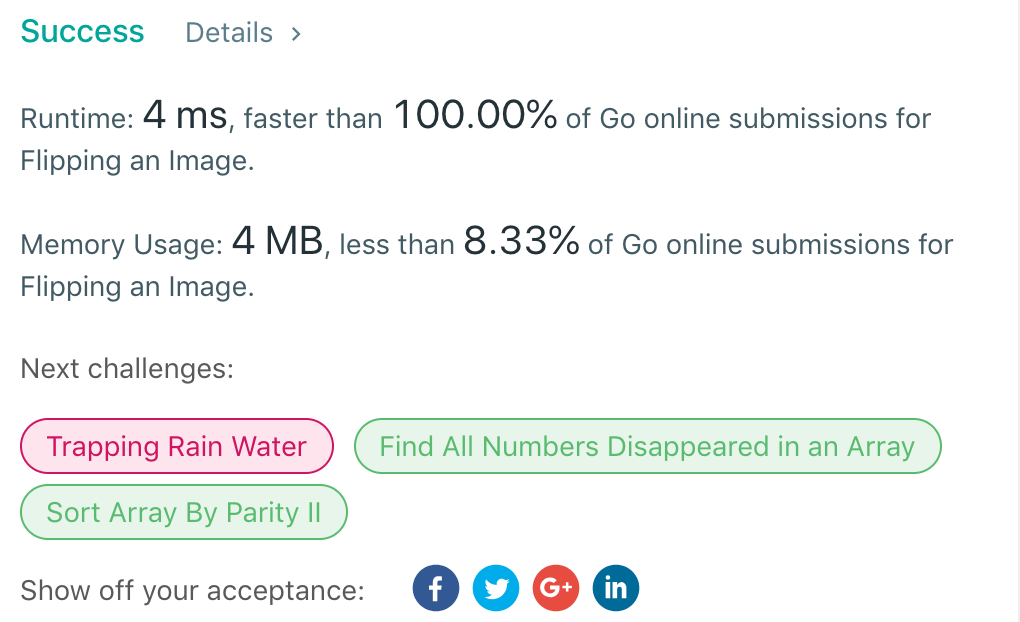 Success Details >
Runtime: 4 ms, faster than 100.00% of Go online submissions for
Flipping an Image.
Memory Usage: 4 MB, less than 8.33% of Go online submissions for
Flipping an Image.
Next challenges:
Trapping Rain Water Find All Numbers Disappeared in an Array
Sort Array By Parity II
Show off your acceptance: f G+ in